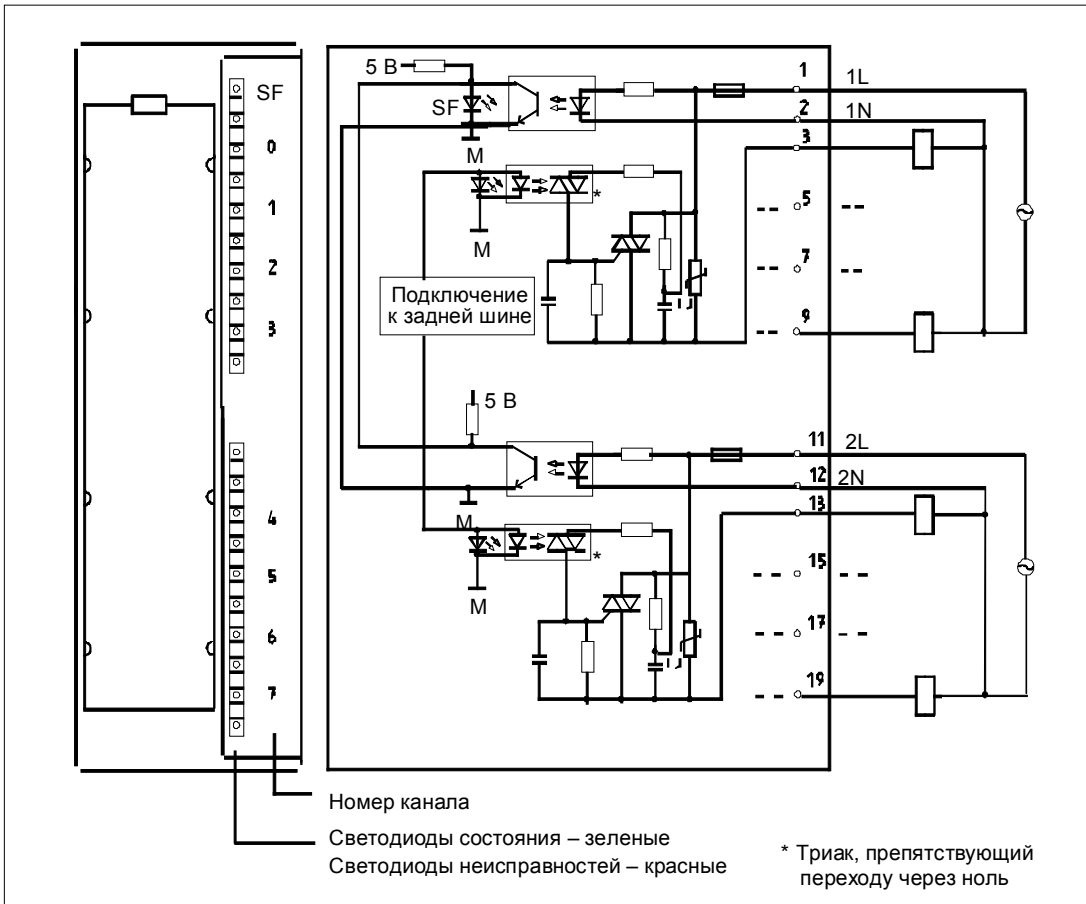 SF
0
1
2
3
4
5
6
7
5 В
SF
М
М
Подключение
к задней шине
5 В
М
М
*
*
1
1L
2
1N
3
5
7
9
11
2L
12
2N
13
15
17
19
Номер канала
Светодиоды состояния – зеленые
Светодиоды неисправностей – красные
* Триак, препятствующий
переходу через ноль